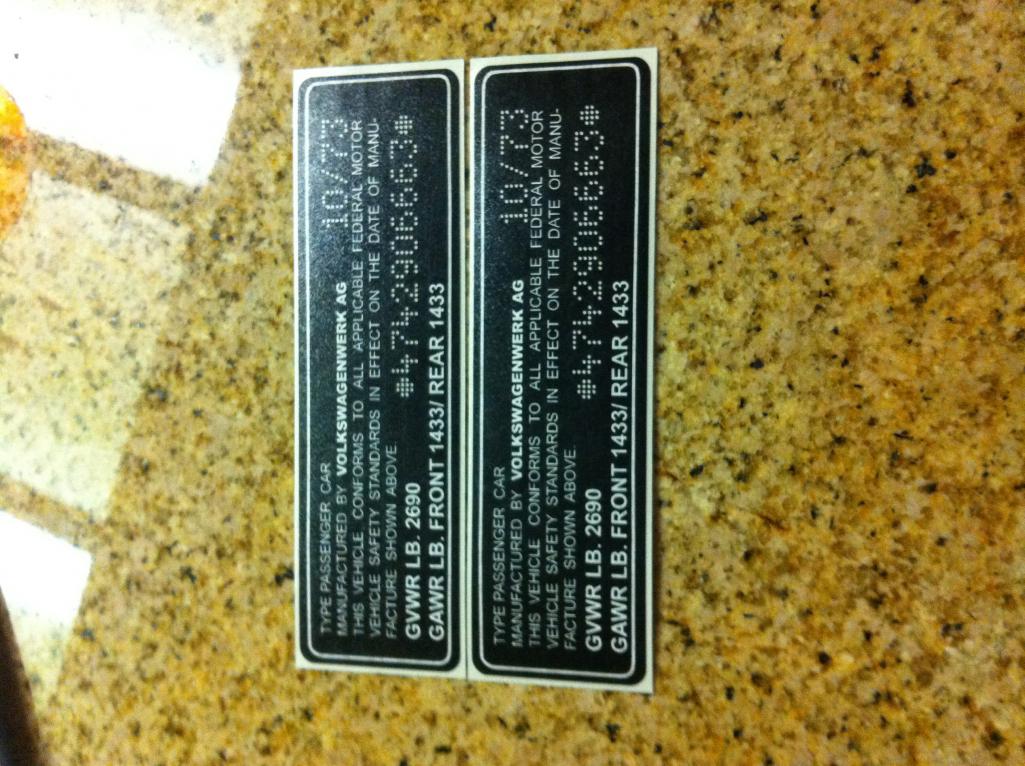 TYPE PASSENGER CAR
MANUFACTURED BY VOLKSWAGENWERK AG 10/73
THIS VEHICLE CONFORMS TO ALL APPLICABLE FEDERAL MOTOR
VEHICLE SAFETY STANDARDS IN EFFECT ON THE DATE OF MANU-
FACTURE SHOWN ABOVE.
GVWR LB. 2690 *4742906663*
GAWR LB. FRONT 1433/ REAR 1433
TYPE PASSENGER CAR
MANUFACTURED BY VOLKSWAGENWERK AG 10/73
THIS VEHICLE CONFORMS TO ALL APPLICABLE FEDERAL MOTOR
VEHICLE SAFETY STANDARDS IN EFFECT ON THE DATE OF MANU-
FACTURE SHOWN ABOVE.
GVWR LB. 2690 *4742906663*
GAWR LB. FRONT 1433/ REAR 1433